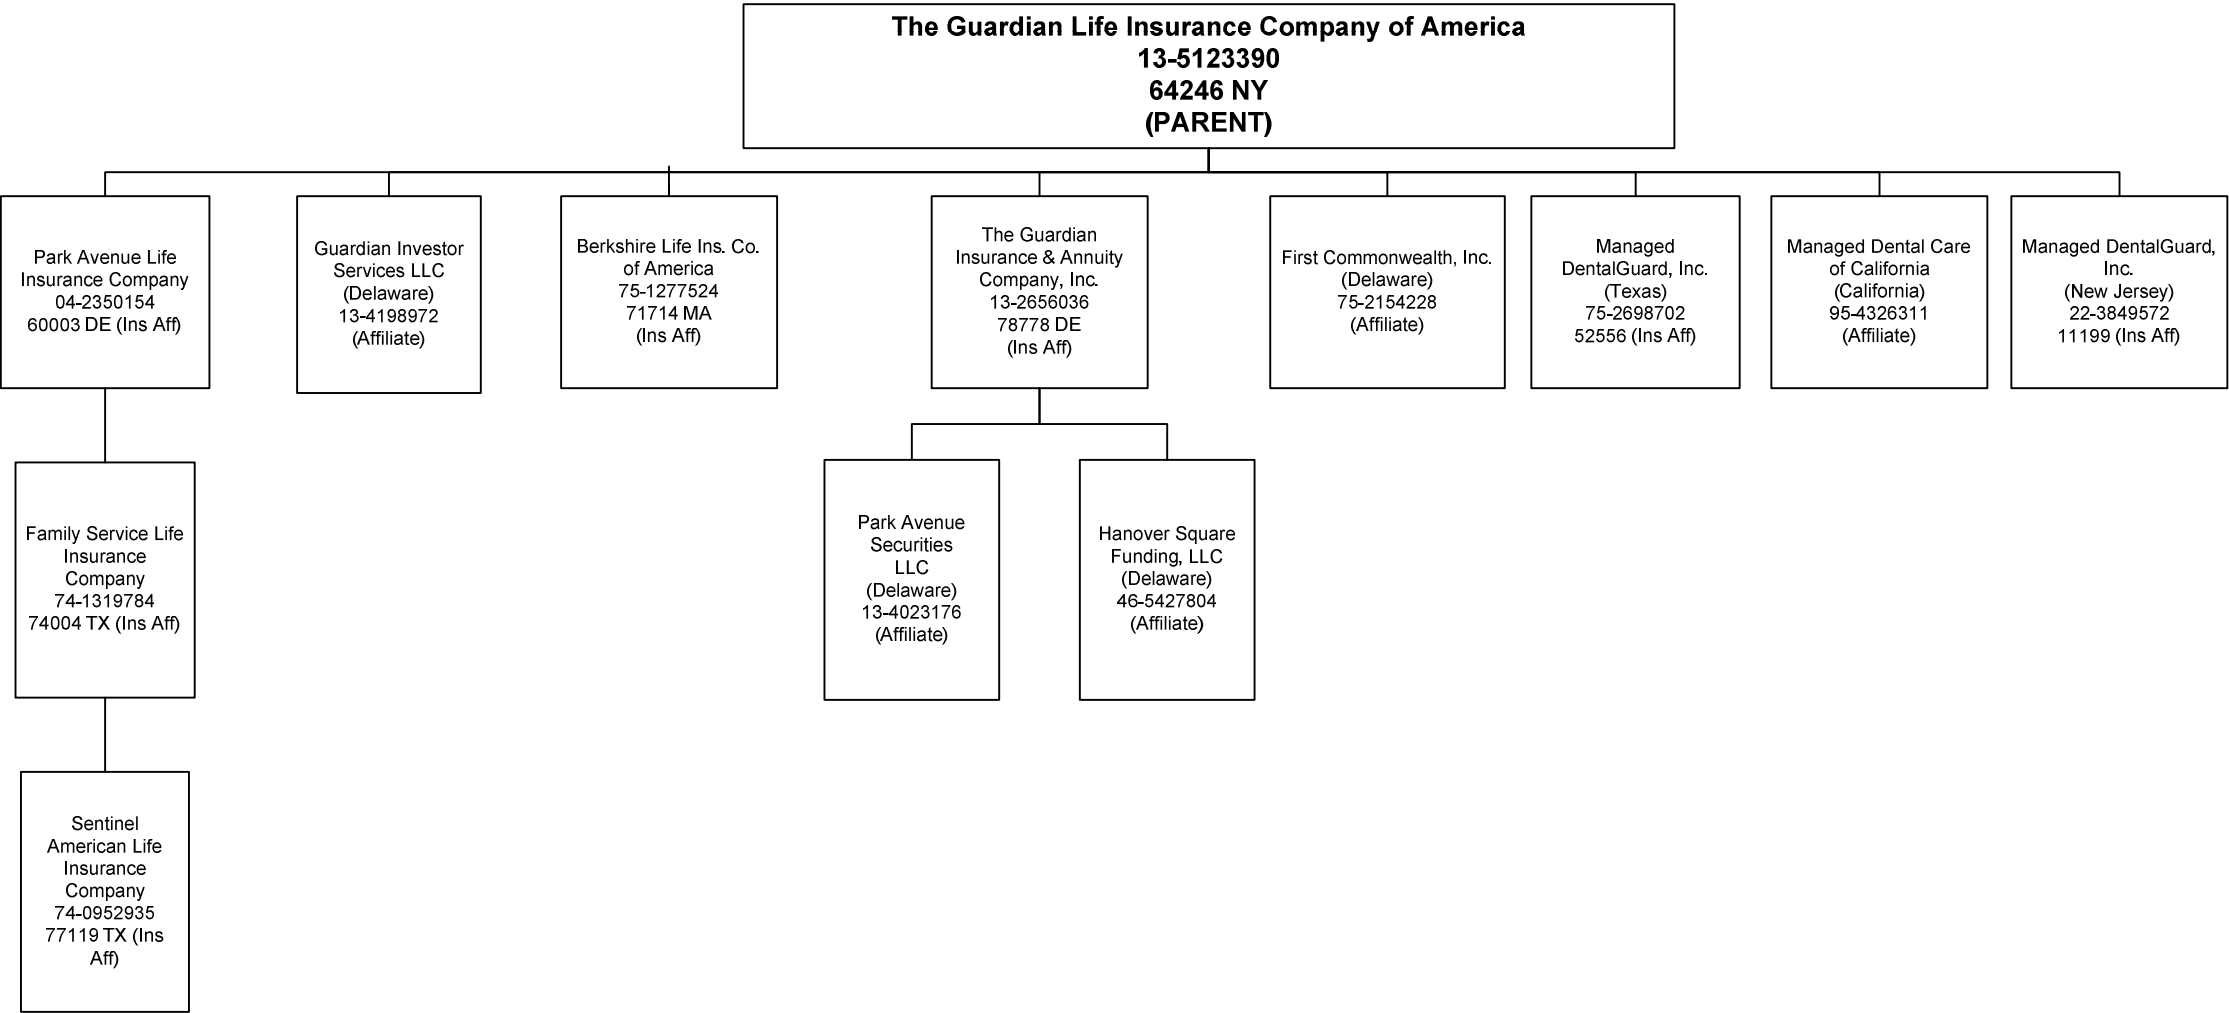 The Guardian Life Insurance Company of America
13-5123390
64246 NY
(PARENT)
Park Avenue Life
Insurance Company
04-2350154
60003 DE (Ins Aff)
Guardian Investor
Services LLC
(Delaware)
13-4198972
(Affiliate)
Berkshire Life Ins. Co.
of America
75-1277524
71714 MA
(Ins Aff)
The Guardian
Insurance & Annuity
Company, Inc.
13-2656036
78778 DE
(Ins Aff)
First Commonwealth, Inc.
(Delaware)
75-2154228
(Affiliate)
Managed
DentalGuard, Inc.
(Texas)
75-2698702
52556 (Ins Aff)
Managed Dental Care
of California
(California)
95-4326311
(Affiliate)
Managed DentalGuard,
Inc.
(New Jersey)
22-3849572
11199 (Ins Aff)
Family Service Life
Insurance
Company
74-1319784
74004 TX (Ins Aff)
Park Avenue
Securities
LLC
(Delaware)
13-4023176
(Affiliate)
Hanover Square
Funding, LLC
(Delaware)
46-5427804
(Affiliate)
Sentinel
American Life
Insurance
Company
74-0952935
77119 TX (Ins
Aff)